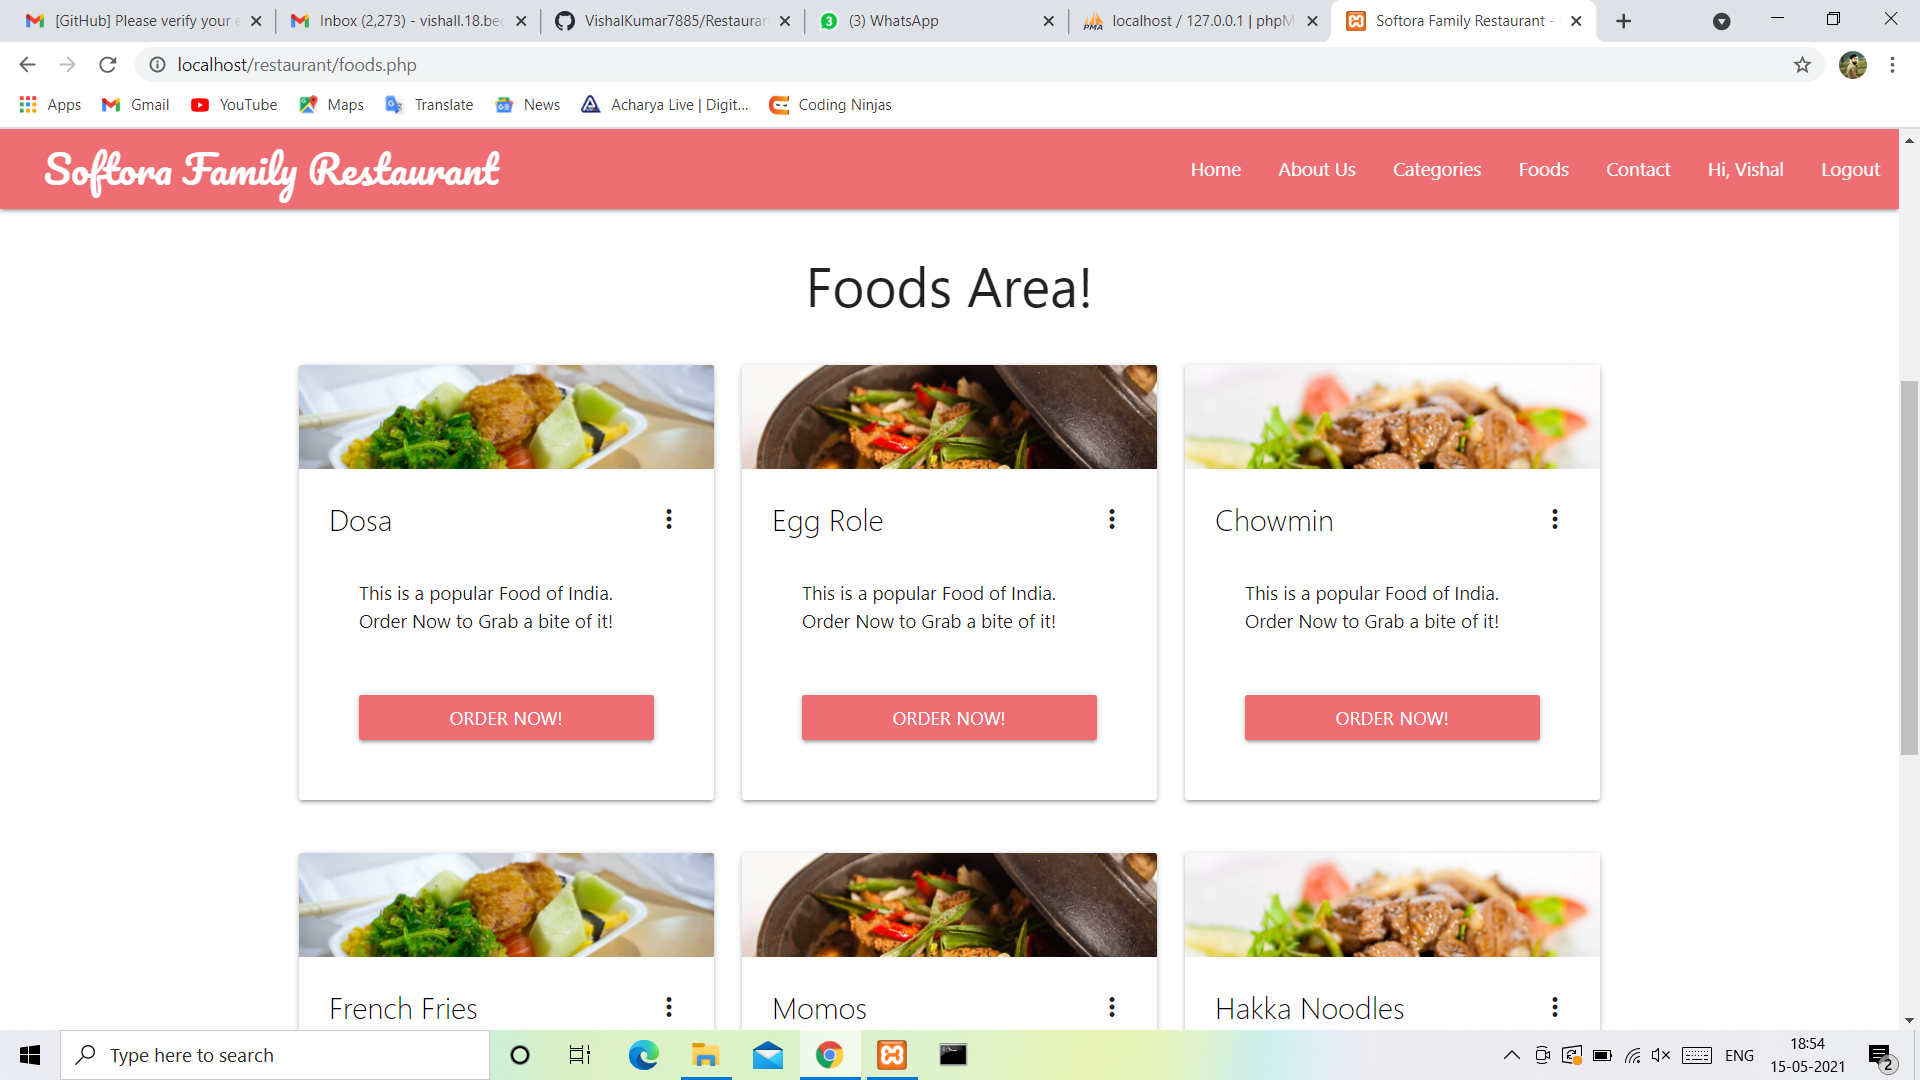 [GitHub] Please verify your e
Inbox (2,273) - vishall.18.bec
VishalKumar7885/Restauran
(3) WhatsApp
localhost / 127.0.0.1 | phpM
Softora Family Restaurant -
localhost/restaurant/foods.php
Apps
Gmail
YouTube
Maps
Translate
News
Acharya Live | Digit...
Coding Ninjas
Softora Family Restaurant
Home
About Us
Categories
Foods
Contact
Hi, Vishal
Logout
Foods Area!
Dosa
This is a popular Food of India.
Order Now to Grab a bite of it!
ORDER NOW!
Egg Role
This is a popular Food of India.
Order Now to Grab a bite of it!
ORDER NOW!
Chowmin
This is a popular Food of India.
Order Now to Grab a bite of it!
ORDER NOW!
French Fries
Momos
Hakka Noodles
Type here to search
ENG
18:54
15-05-2021
2